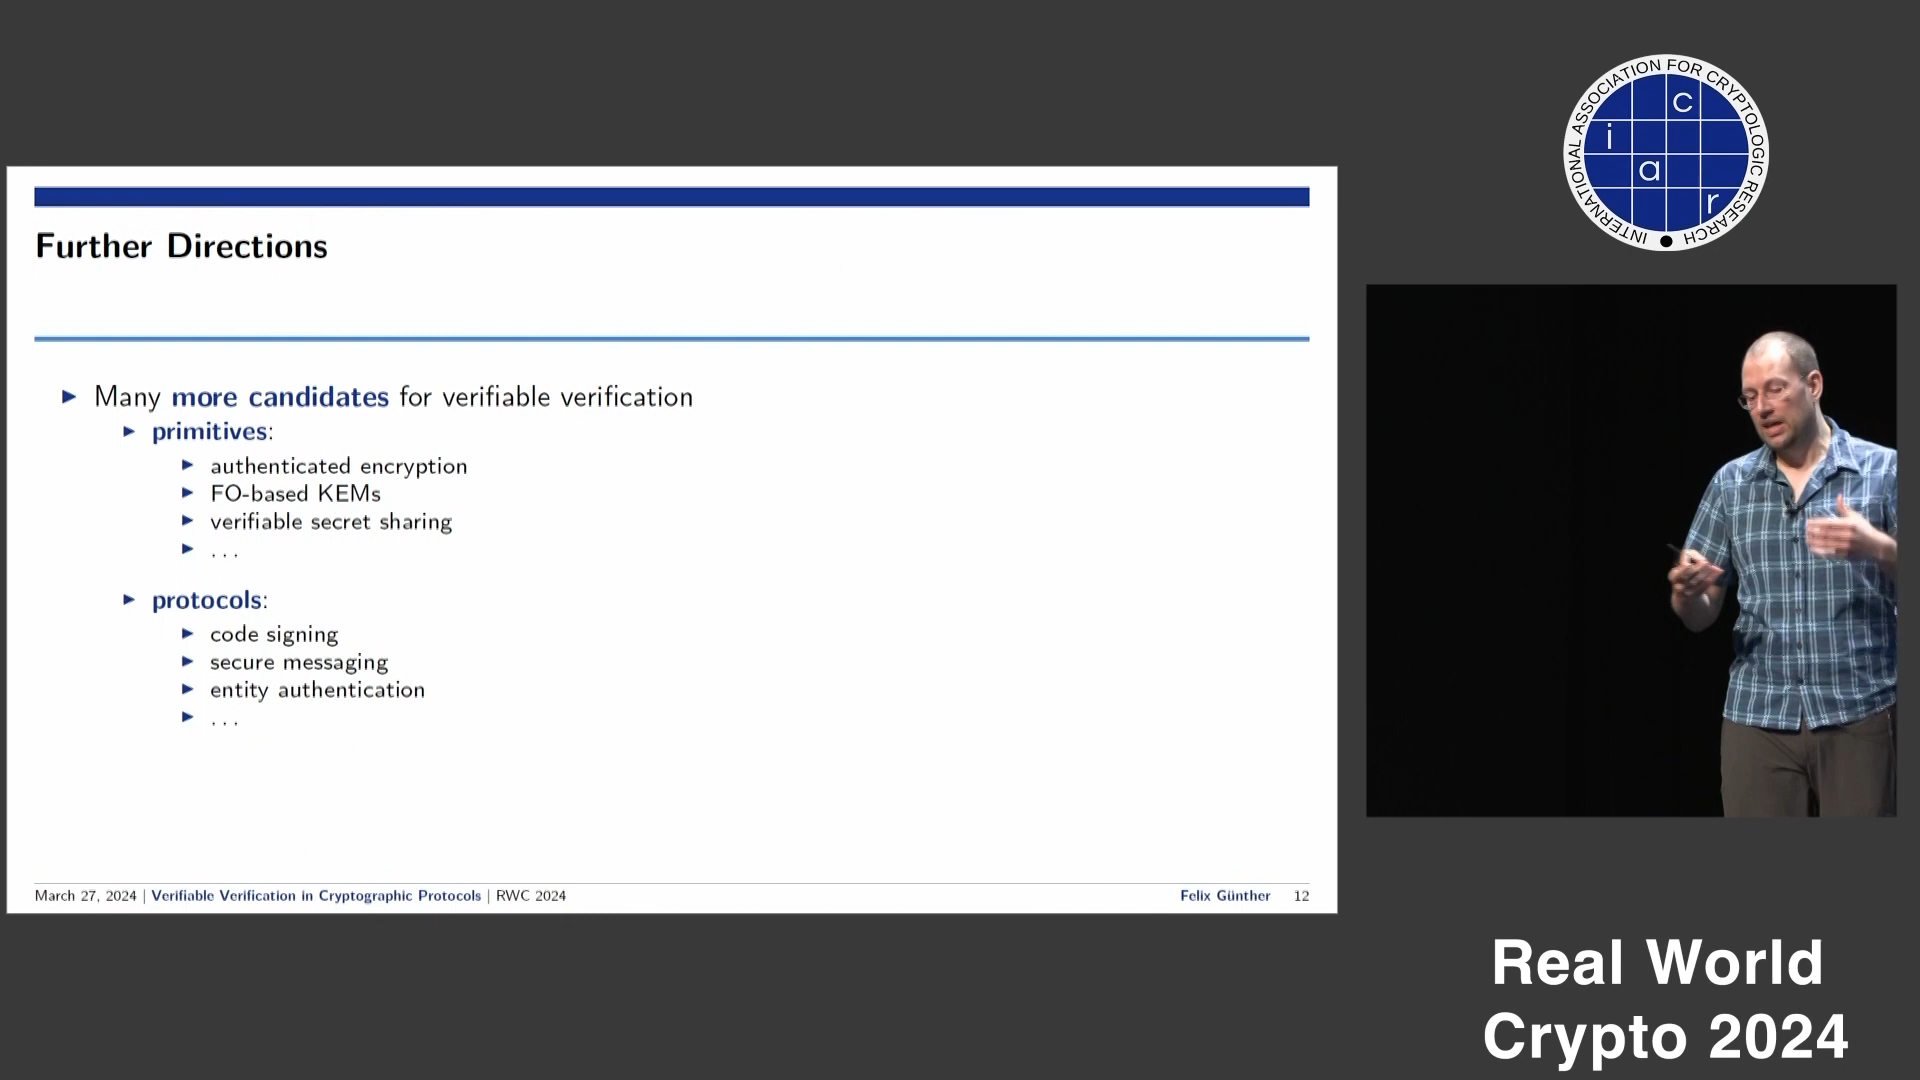 Further Directions
▶ Many more candidates for verifiable verification
▶ primitives:
▶ authenticated encryption
▶ FO-based KEMs
▶ verifiable secret sharing
▶ ...
▶ protocols:
▶ code signing
▶ secure messaging
▶ entity authentication
▶ ...
March 27, 2024 | Verifiable Verification in Cryptographic Protocols | RWC 2024
Felix Günther 12
INTERNATIONAL ASSOCIATION FOR CRYPTOLOGIC RESEARCH
i a c r
Real World
Crypto 2024